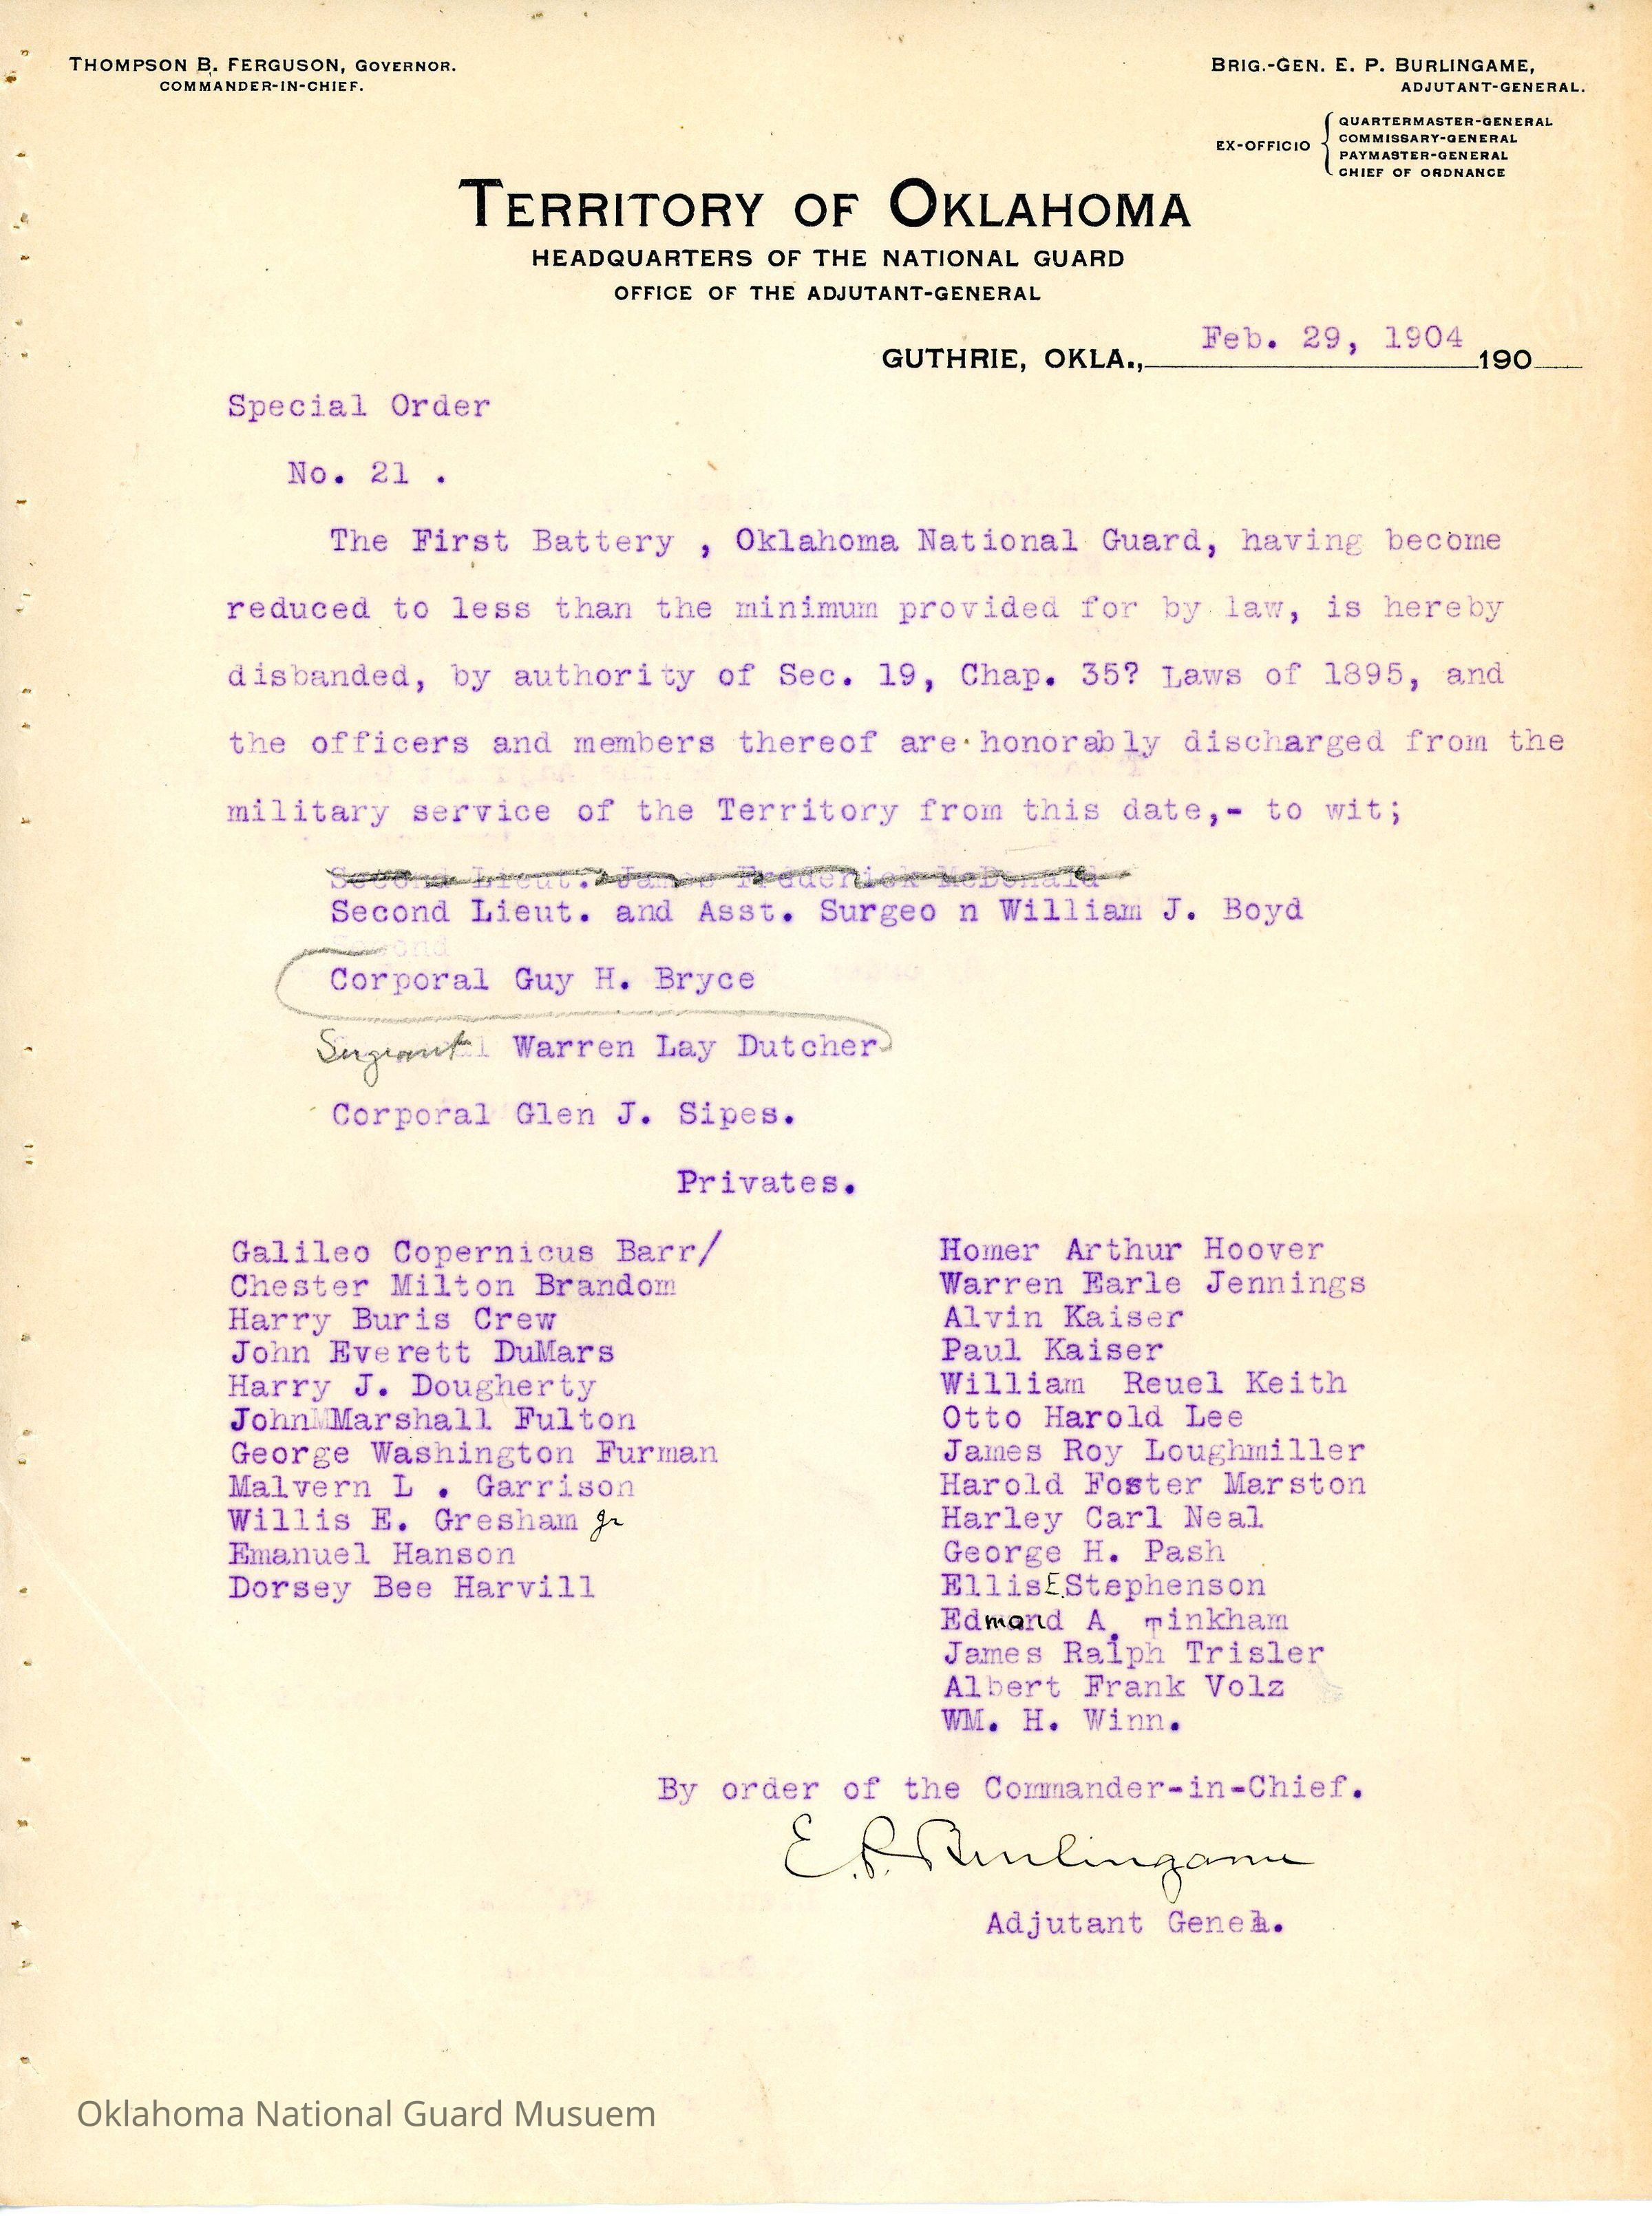 THOMPSON B. FERGUSON, GOVERNOR.
COMMANDER-IN-CHIEF.
BRIG.-GEN. E. P. BURLINGAME,
ADJUTANT-GENERAL.
EX-OFFICIO
QUARTERMASTER-GENERAL
COMMISSARY-GENERAL
PAYMASTER-GENERAL
CHIEF OF ORDNANCE
TERRITORY OF OKLAHOMA
HEADQUARTERS OF THE NATIONAL GUARD
OFFICE OF THE ADJUTANT-GENERAL
GUTHRIE, OKLA., Feb. 29, 1904 190
Special Order
No. 21 .
The First Battery , Oklahoma National Guard, having become
reduced to less than the minimum provided for by law, is hereby
disbanded, by authority of Sec. 19, Chap. 35? Laws of 1895, and
the officers and members thereof are honorably discharged from the
military service of the Territory from this date,- to wit;
Second Lieut. James Frederick McDonald
Second Lieut. and Asst. Surgeo n William J. Boyd
Second
Corporal Guy H. Bryce
Sergeant Warren Lay Dutcher
Corporal Glen J. Sipes.
Privates.
Galileo Copernicus Barr/
Chester Milton Brandom
Harry Buris Crew
John Everett DuMars
Harry J. Dougherty
John Marshall Fulton
George Washington Furman
Malvern L . Garrison
Willis E. Gresham Jr
Emanuel Hanson
Dorsey Bee Harvill
Homer Arthur Hoover
Warren Earle Jennings
Alvin Kaiser
Paul Kaiser
William Reuel Keith
Otto Harold Lee
James Roy Loughmiller
Harold Foster Marston
Harley Carl Neal
George H. Pash
Ellis E. Stephenson
Edmond A. Tinkham
James Ralph Trisler
Albert Frank Volz
WM. H. Winn.
By order of the Commander-in-Chief.
E. P. Burlingame
Adjutant Genel.
Oklahoma National Guard Musuem